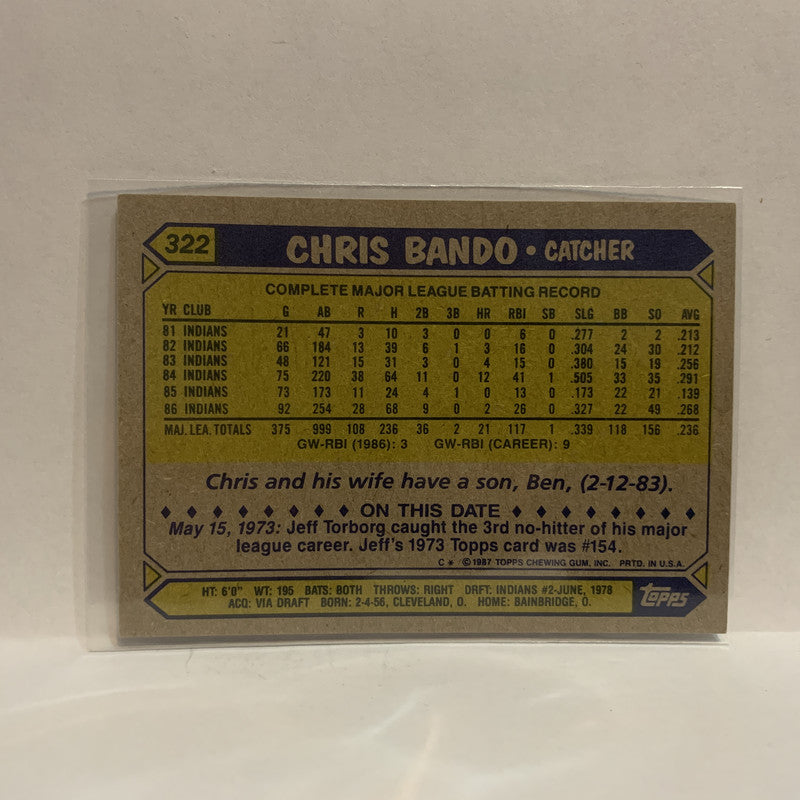 322 CHRIS BANDO • CATCHER
COMPLETE MAJOR LEAGUE BATTING RECORD
YR CLUB G AB R H 2B 3B HR RBI SB SLG BB SO AVG
81 INDIANS 21 47 3 10 3 0 0 6 0 .277 2 2 .213
82 INDIANS 66 184 13 39 6 1 3 16 0 .304 24 30 .212
83 INDIANS 48 121 15 31 3 0 4 15 0 .380 15 19 .256
84 INDIANS 75 220 38 64 11 0 12 41 1 .505 33 35 .291
85 INDIANS 73 173 11 24 4 1 0 13 0 .173 22 21 .139
86 INDIANS 92 254 28 68 9 0 2 26 0 .327 22 49 .268
MAJ. LEA. TOTALS 375 999 108 236 36 2 21 117 1 .339 118 156 .236
GW-RBI (1986): 3 GW-RBI (CAREER): 9
Chris and his wife have a son, Ben, (2-12-83).
♦ ♦ ♦ ♦ ♦ ♦ ♦ ♦ ON THIS DATE ♦ ♦ ♦ ♦ ♦ ♦ ♦ ♦
May 15, 1973: Jeff Torborg caught the 3rd no-hitter of his major
league career. Jeff's 1973 Topps card was #154.
C * © 1987 TOPPS CHEWING GUM, INC. PRTD. IN U.S.A.
HT: 6'0" WT: 195 BATS: BOTH THROWS: RIGHT DRFT: INDIANS #2-JUNE, 1978
ACQ: VIA DRAFT BORN: 2-4-56, CLEVELAND, O. HOME: BAINBRIDGE, O.
TOPPS